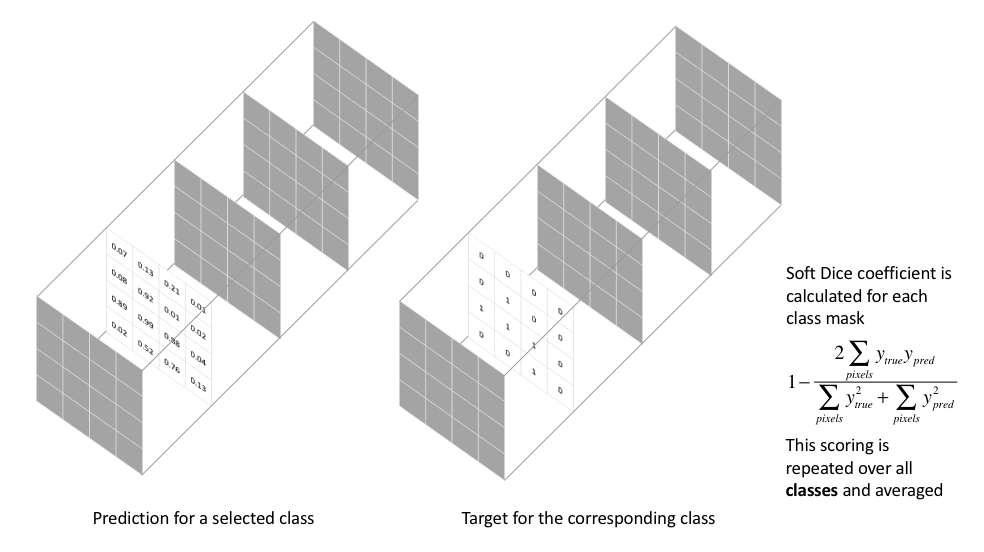 0.07 0.13 0.21 0.01
0.08 0.92 0.01 0.02
0.89 0.99 0.88 0.04
0.02 0.52 0.76 0.13
0 0 0 0
0 1 0 0
1 1 1 0
0 0 1 0
Soft Dice coefficient is
calculated for each
class mask
1 − 2 ∑ y_true y_pred / ∑ y²_true + ∑ y²_pred
pixels
pixels pixels
This scoring is
repeated over all
classes and averaged
Prediction for a selected class
Target for the corresponding class